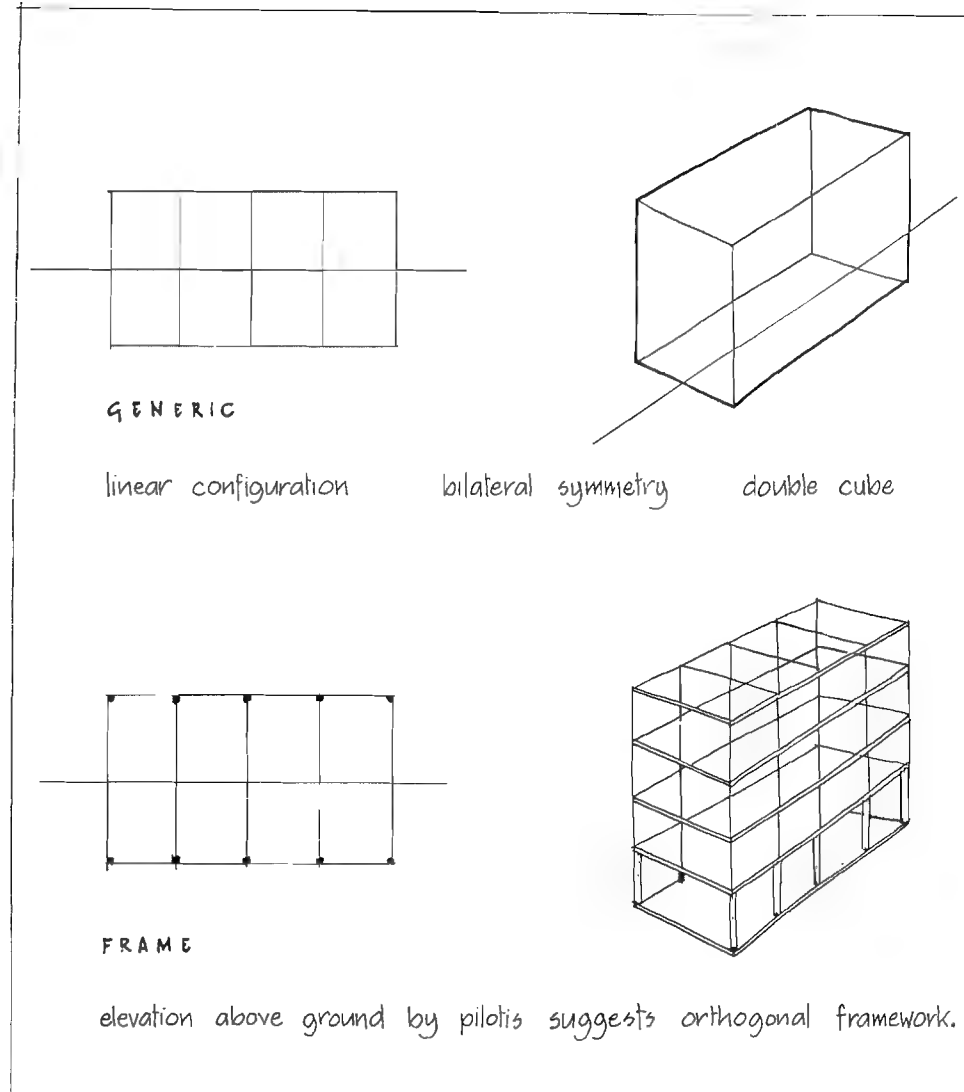 GENERIC
linear configuration bilateral symmetry double cube
FRAME
elevation above ground by pilotis suggests orthogonal framework.